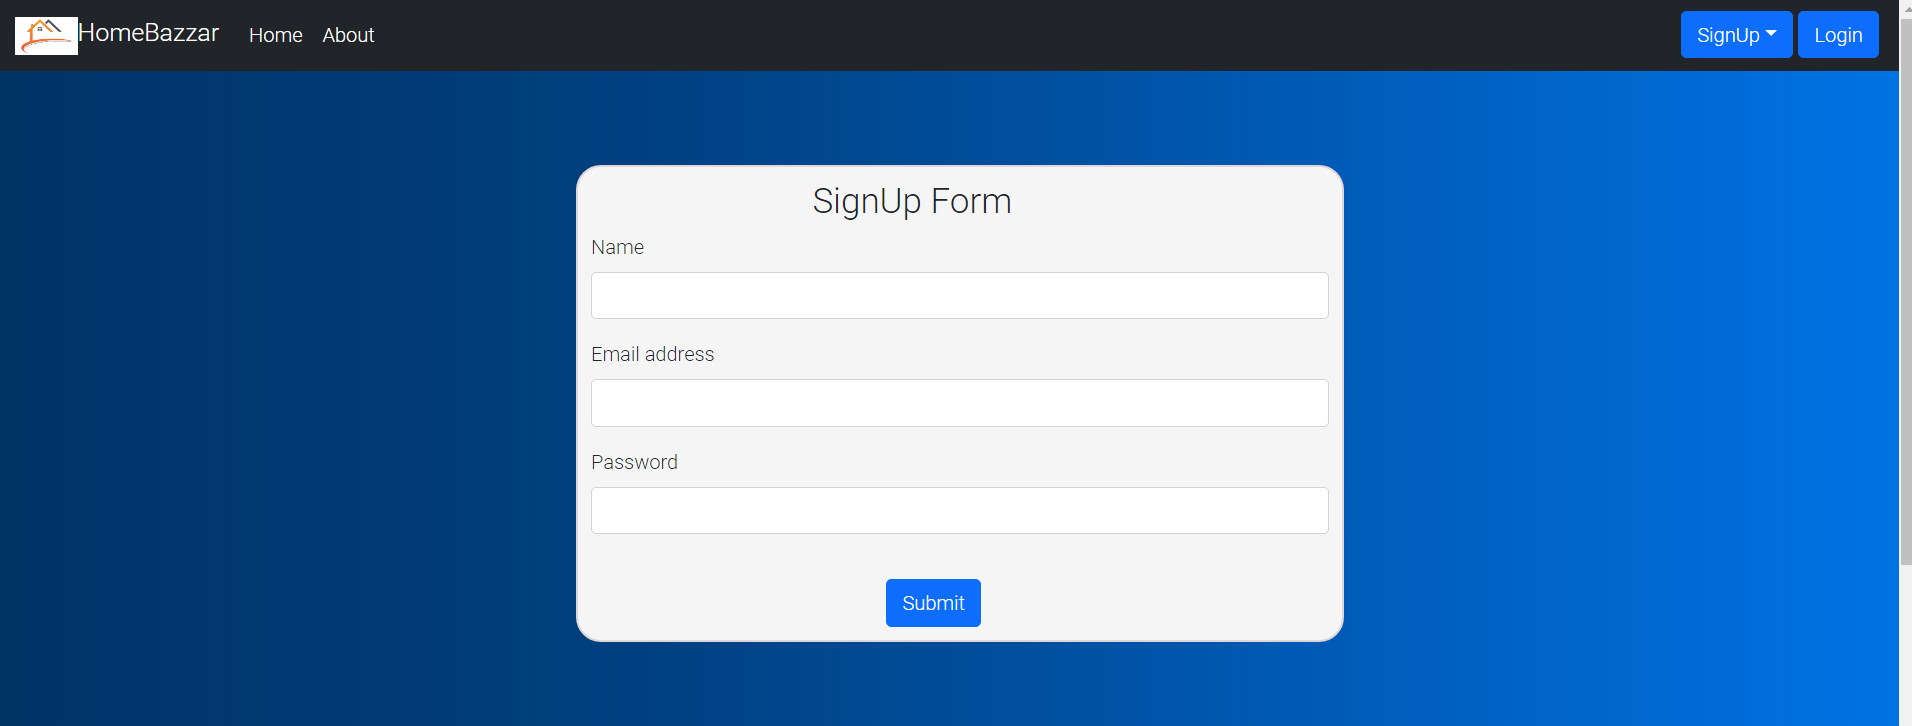 HomeBazzar Home About SignUp Login
SignUp Form
Name
Email address
Password
Submit